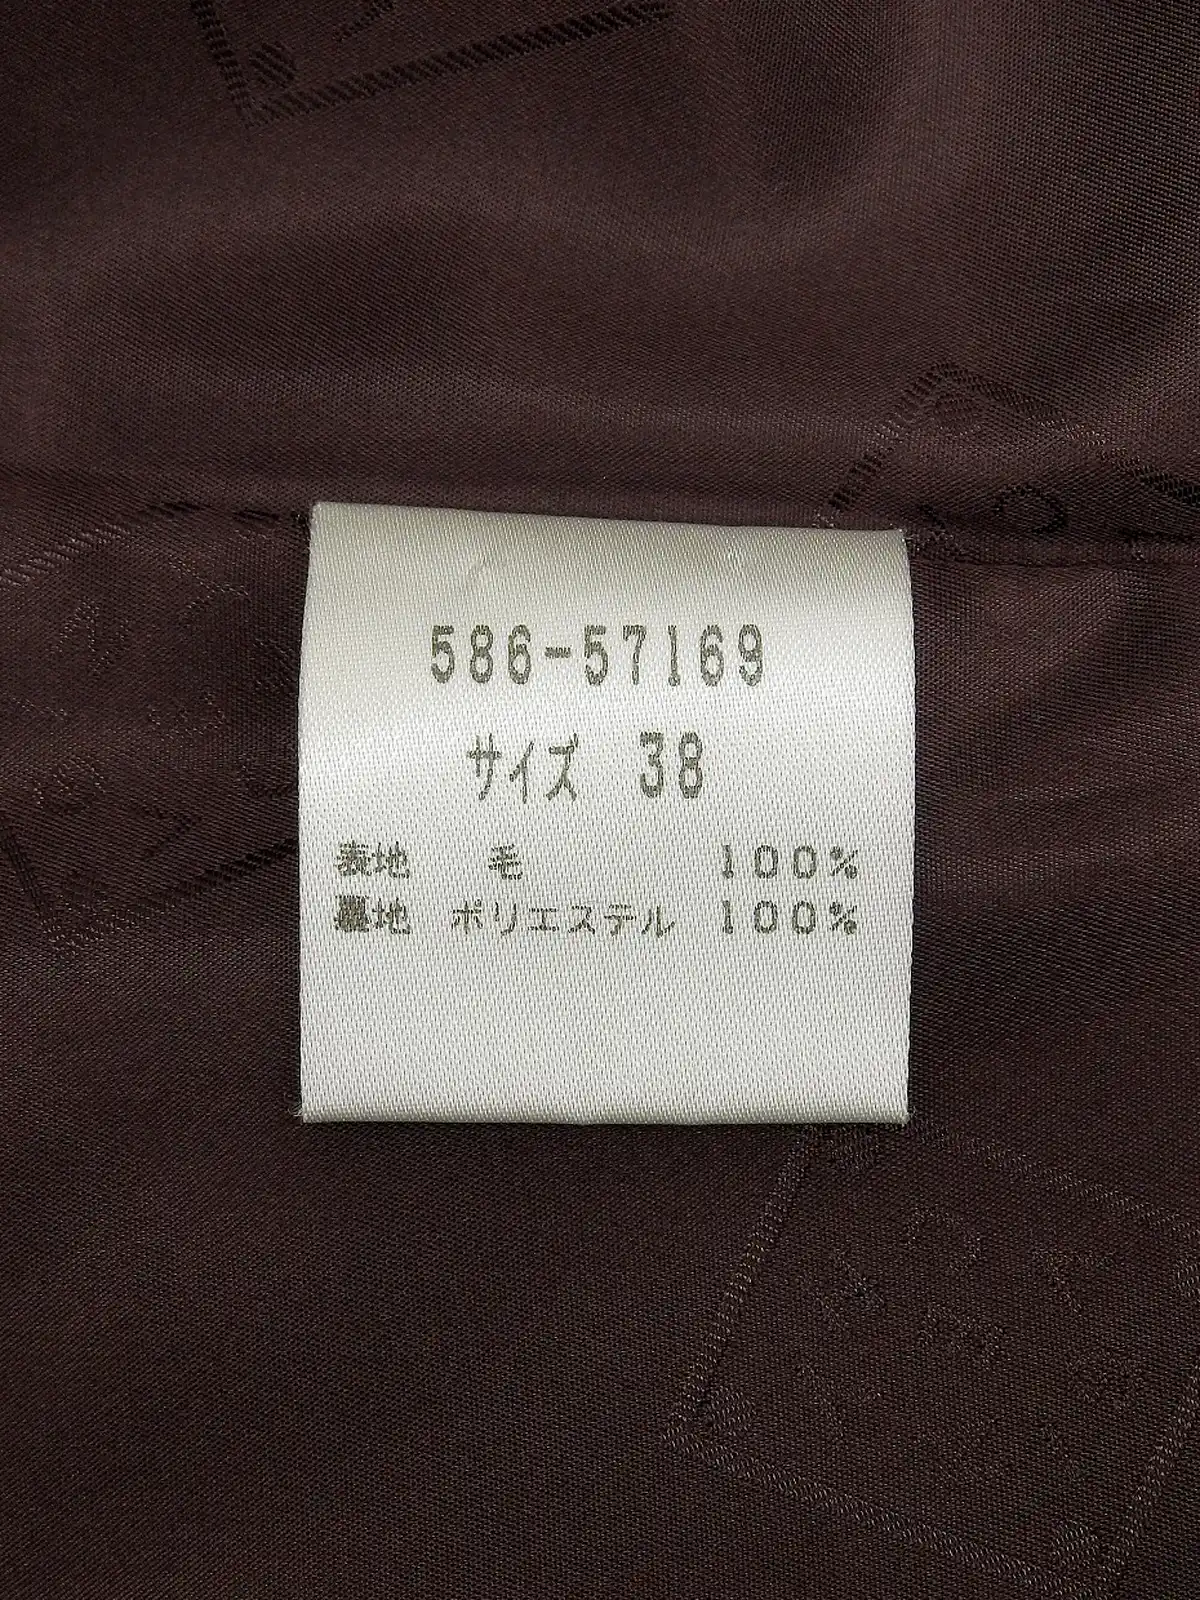 586-57169
サイズ 38
表地 毛 100%
裏地 ポリエステル 100%